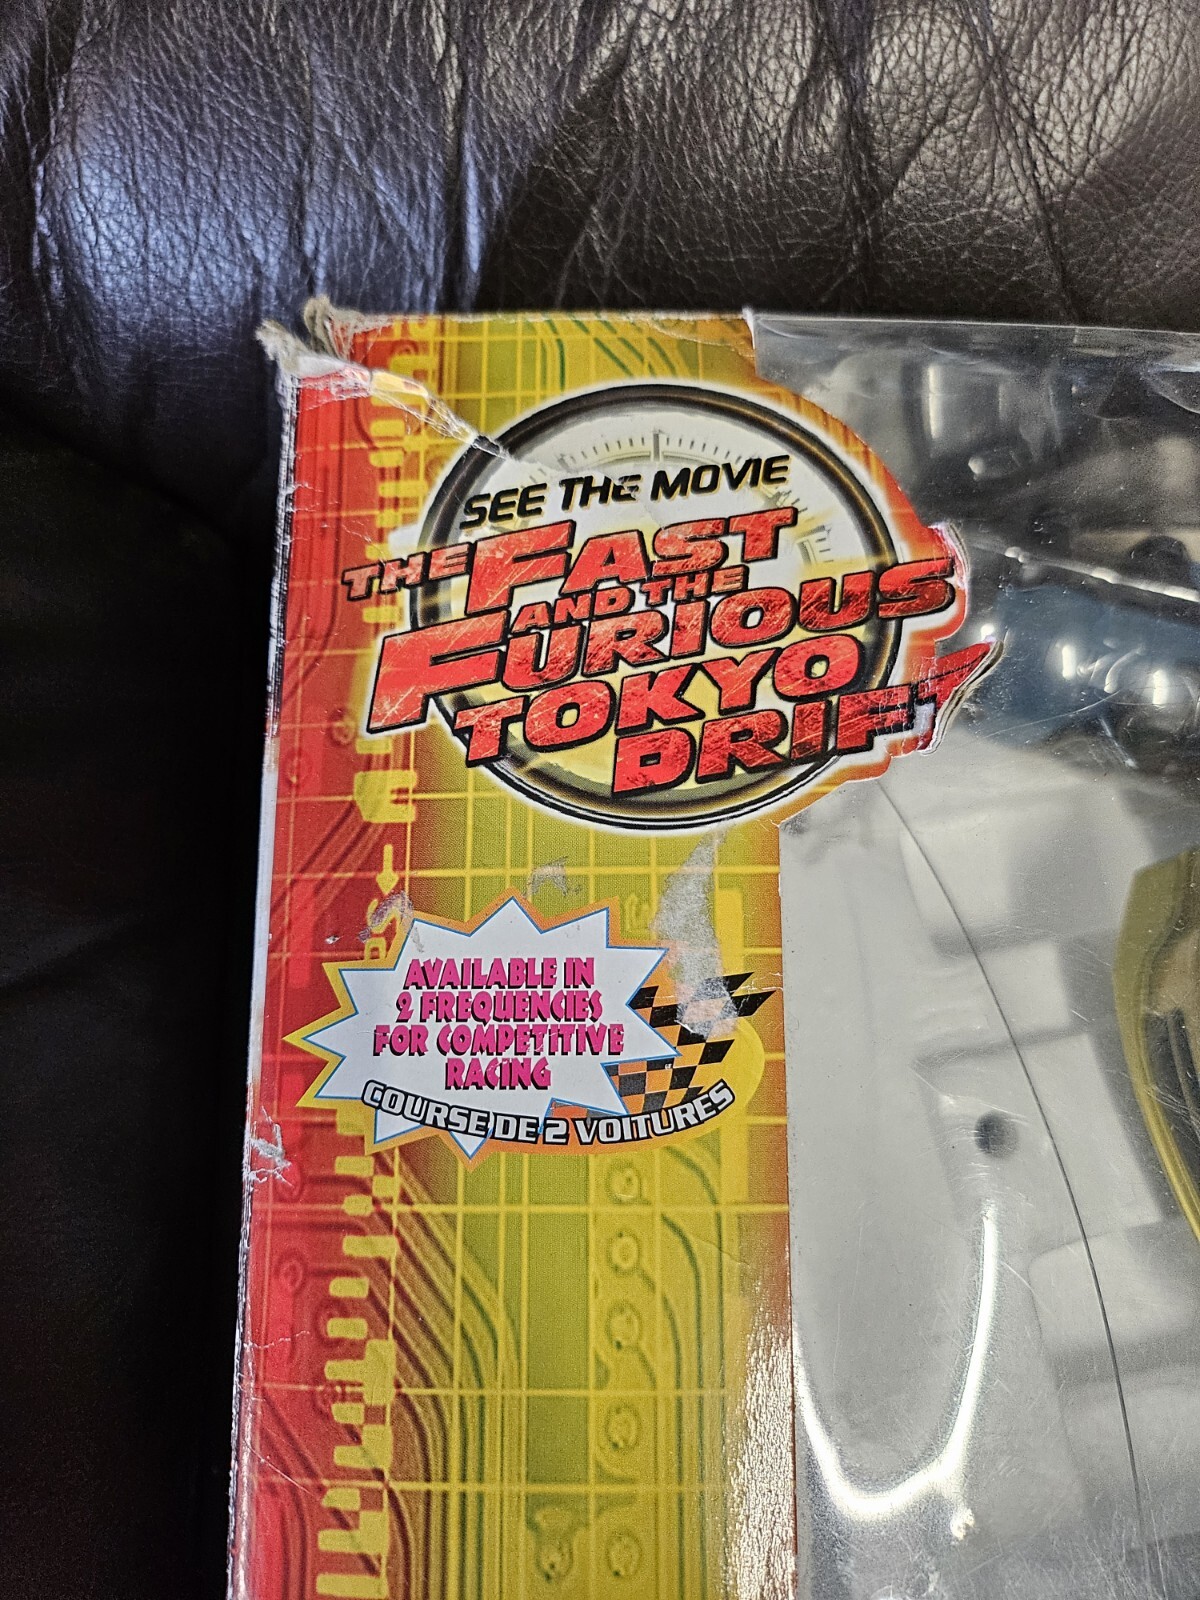 SEE THE MOVIE
THE FAST
AND THE
FURIOUS
TOKYO
DRIFT
AVAILABLE IN
2 FREQUENCIES
FOR COMPETITIVE
RACING
COURSE DE 2 VOITURES